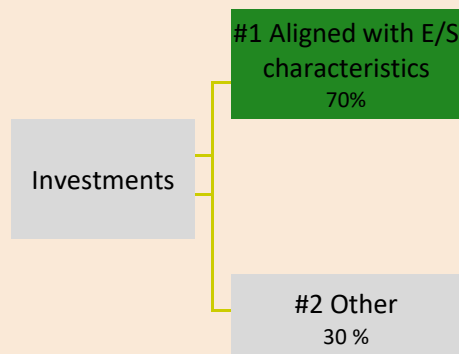 #1 Aligned with E/S
characteristics
70%
Investments
#2 Other
30 %